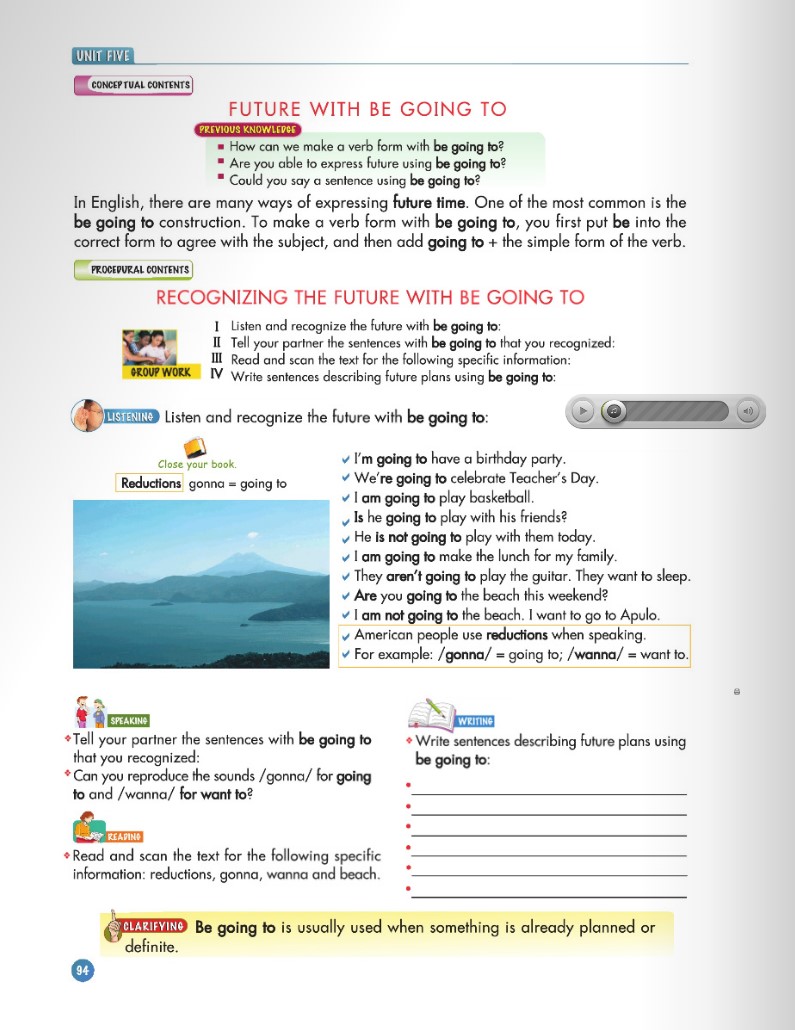 UNIT FIVE
CONCEPTUAL CONTENTS
FUTURE WITH BE GOING TO
PREVIOUS KNOWLEDGE
How can we make a verb form with be going to?
Are you able to express future using be going to?
Could you say a sentence using be going to?
In English, there are many ways of expressing future time. One of the most common is the
be going to construction. To make a verb form with be going to, you first put be into the
correct form to agree with the subject, and then add going to + the simple form of the verb.
PROCEDURAL CONTENTS
RECOGNIZING THE FUTURE WITH BE GOING TO
GROUP WORK
I Listen and recognize the future with be going to:
II Tell your partner the sentences with be going to that you recognized:
III Read and scan the text for the following specific information:
IV Write sentences describing future plans using be going to:
LISTENING Listen and recognize the future with be going to:
Close your book.
Reductions gonna = going to
I'm going to have a birthday party.
We're going to celebrate Teacher's Day.
I am going to play basketball.
Is he going to play with his friends?
He is not going to play with them today.
I am going to make the lunch for my family.
They aren't going to play the guitar. They want to sleep.
Are you going to the beach this weekend?
I am not going to the beach. I want to go to Apulo.
American people use reductions when speaking.
For example: /gonna/ = going to; /wanna/ = want to.
SPEAKING
Tell your partner the sentences with be going to
that you recognized:
Can you reproduce the sounds /gonna/ for going
to and /wanna/ for want to?
READING
Read and scan the text for the following specific
information: reductions, gonna, wanna and beach.
WRITING
Write sentences describing future plans using
be going to:
CLARIFYING Be going to is usually used when something is already planned or
definite.
94